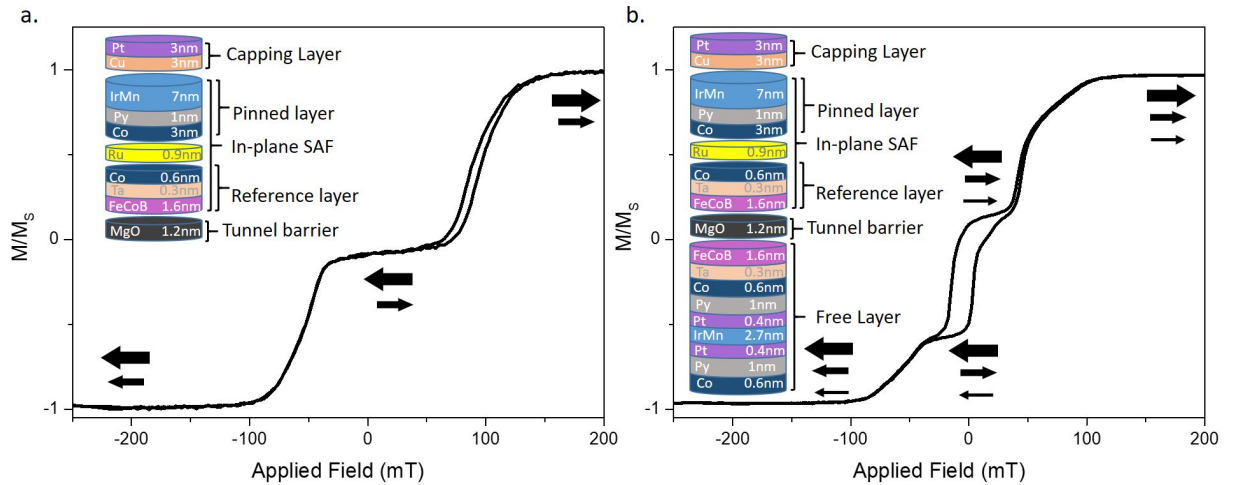 a.
Pt 3nm
Cu 3nm
Capping Layer
IrMn 7nm
Py 1nm
Co 3nm
Pinned layer
In-plane SAF
Ru 0.9nm
Co 0.6nm
Ta 0.3nm
FeCoB 1.6nm
Reference layer
MgO 1.2nm
Tunnel barrier
1
0
-1
M/MS
-200 -100 0 100 200
Applied Field (mT)
b.
Pt 3nm
Cu 3nm
Capping Layer
IrMn 7nm
Py 1nm
Co 3nm
Pinned layer
In-plane SAF
Ru 0.9nm
Co 0.6nm
Ta 0.3nm
FeCoB 1.6nm
Reference layer
MgO 1.2nm
Tunnel barrier
FeCoB 1.6nm
Ta 0.3nm
Co 0.6nm
Py 1nm
Pt 0.4nm
IrMn 2.7nm
Pt 0.4nm
Py 1nm
Co 0.6nm
Free Layer
1
0
-1
M/MS
-200 -100 0 100 200
Applied Field (mT)